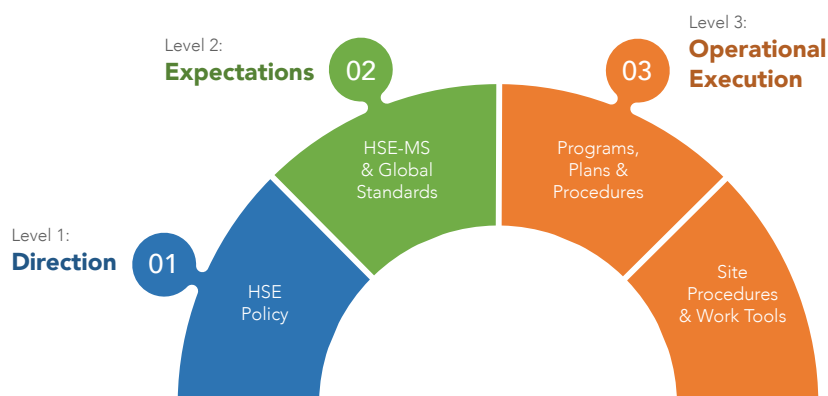 Level 1:
Direction
01
HSE
Policy
Level 2:
Expectations
02
HSE-MS
& Global
Standards
Level 3:
Operational
Execution
03
Programs,
Plans &
Procedures
Site
Procedures
& Work Tools